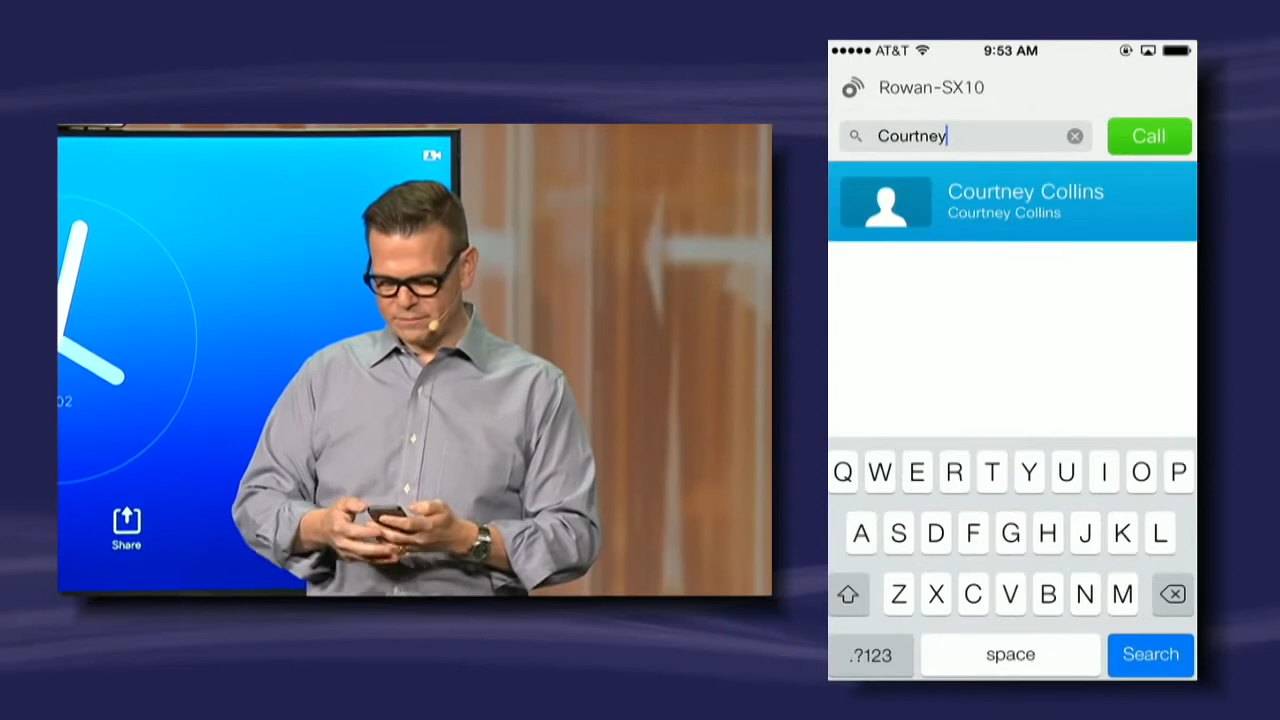 02
Share
AT&T 9:53 AM
Rowan-SX10
Courtney Call
Courtney Collins
Courtney Collins
Q W E R T Y U I O P
A S D F G H J K L
Z X C V B N M
.?123 space Search